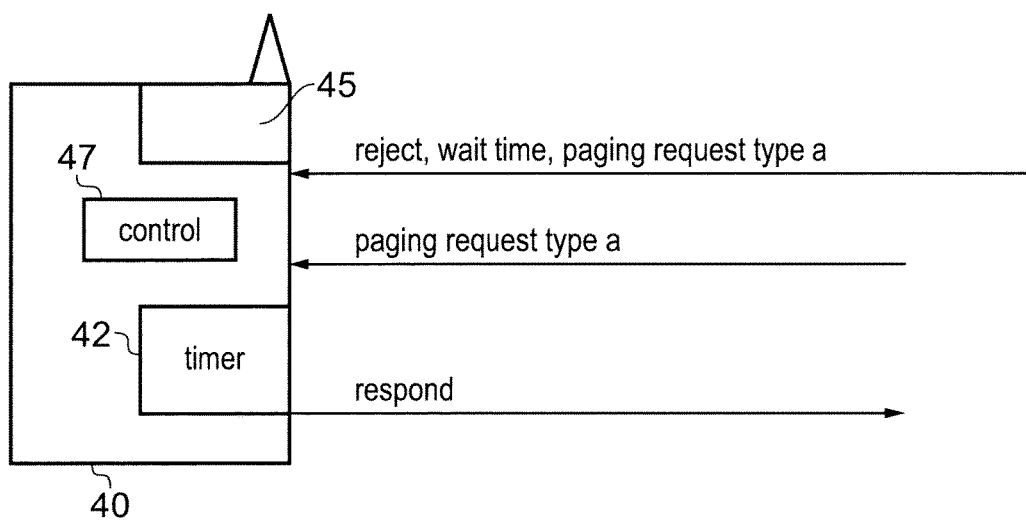 45
reject, wait time, paging request type a
47
control
paging request type a
42
timer
respond
40